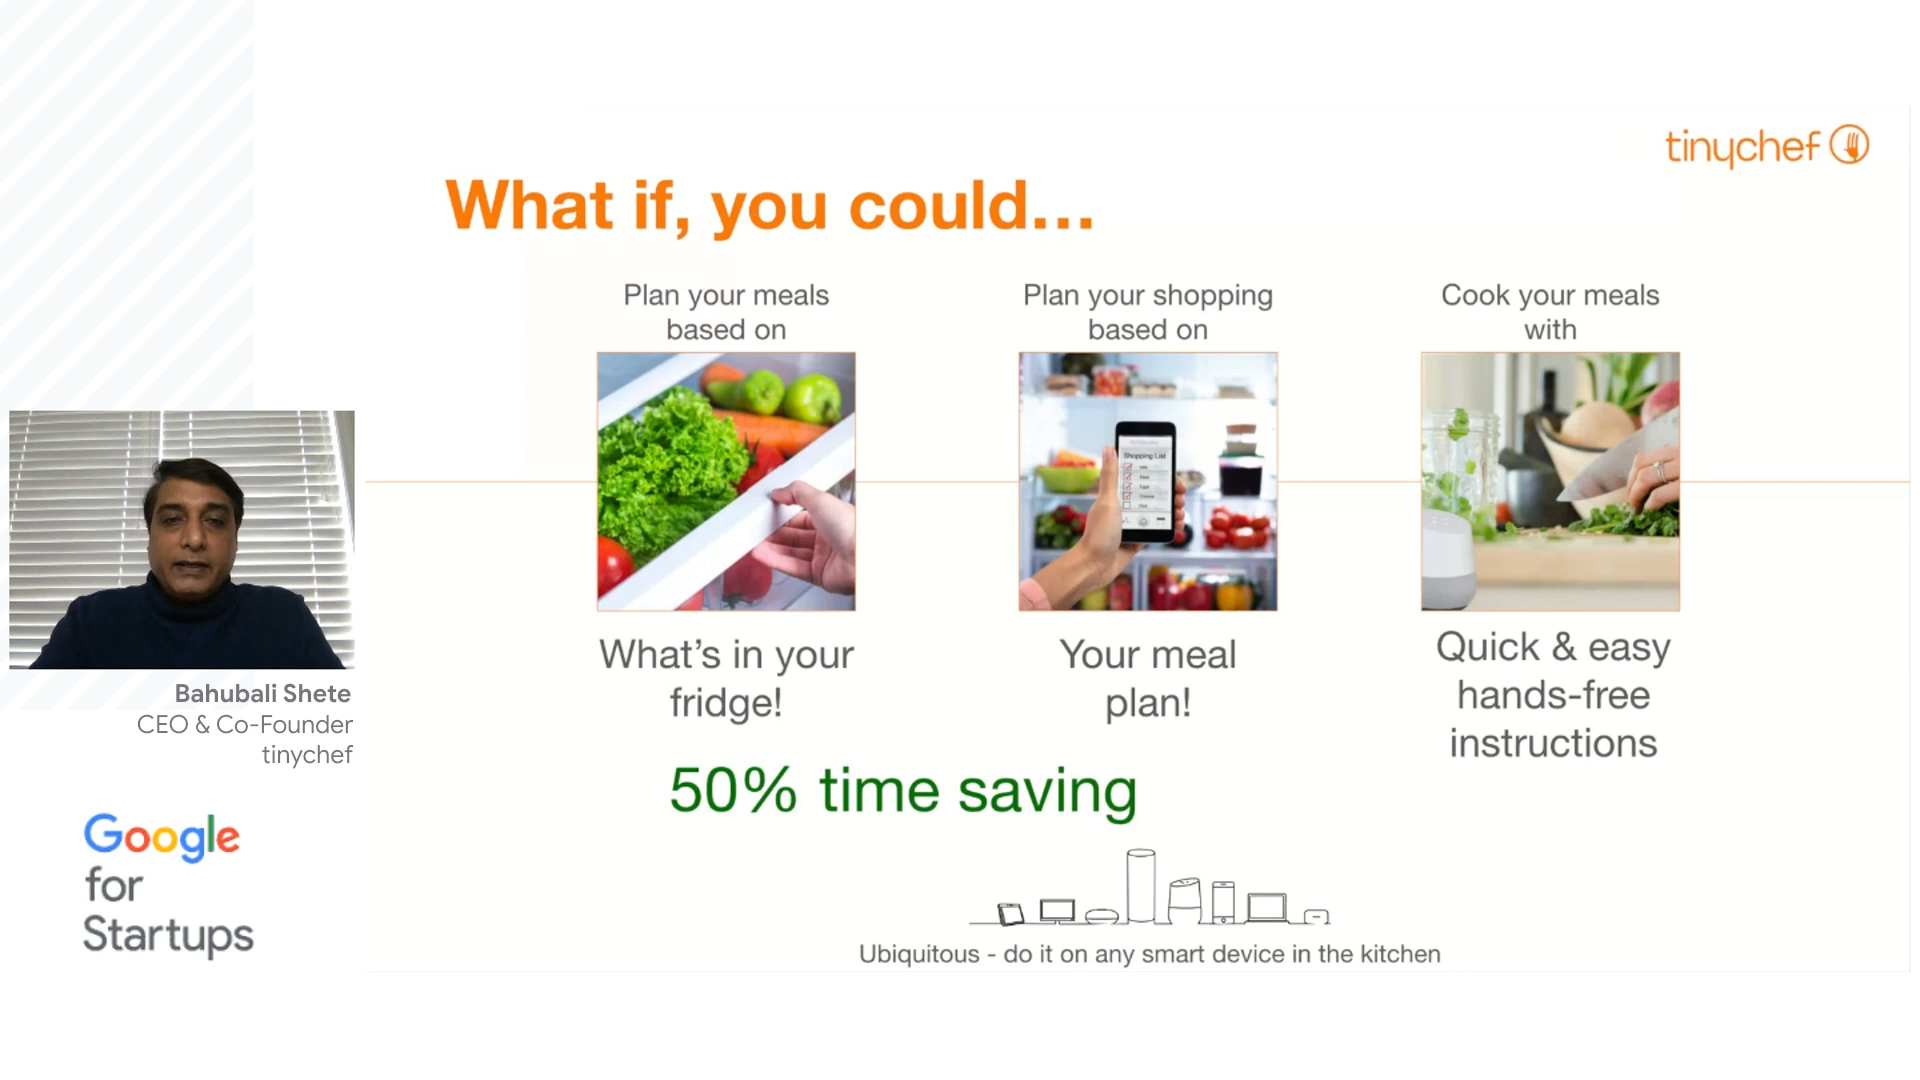 tinychef
What if, you could...
Plan your meals
based on
What's in your
fridge!
Plan your shopping
based on
Shopping List
Your meal
plan!
Cook your meals
with
Quick & easy
hands-free
instructions
50% time saving
Ubiquitous - do it on any smart device in the kitchen
Bahubali Shete
CEO & Co-Founder
tinychef
Google
for
Startups